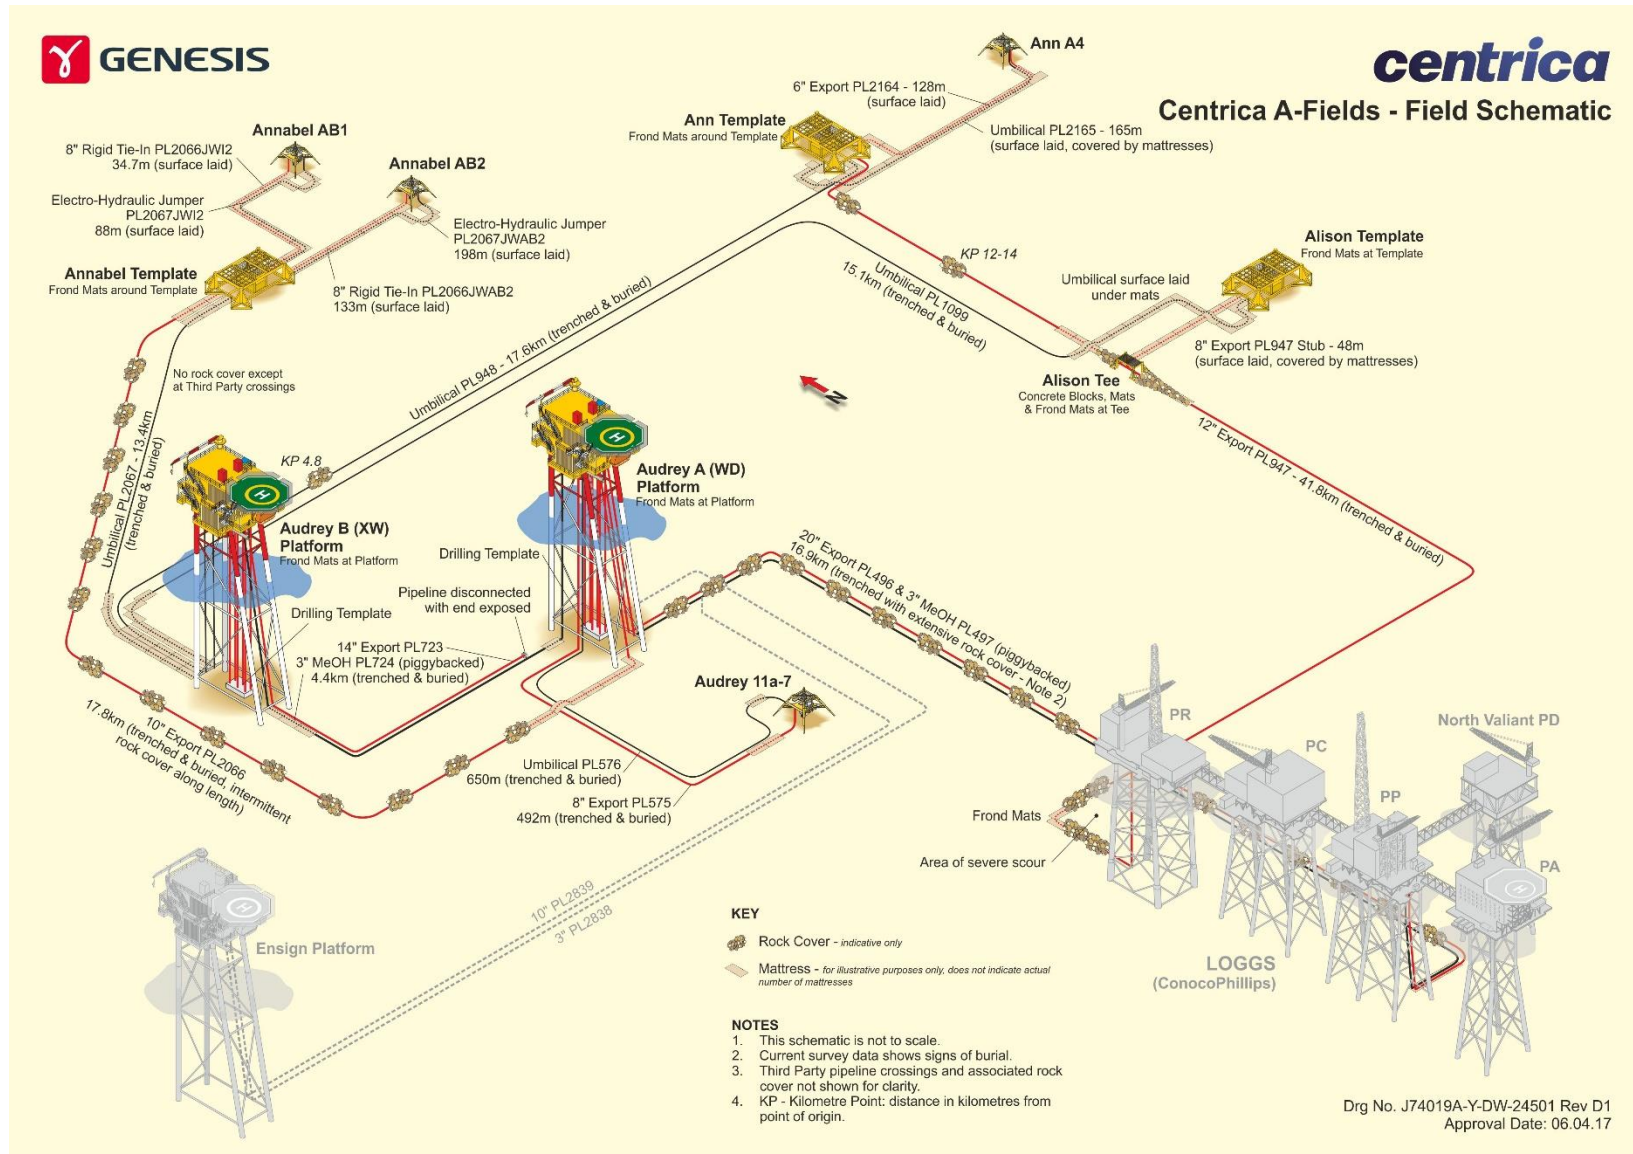 GENESIS
centrica
Centrica A-Fields - Field Schematic
Ann A4
6" Export PL2164 - 128m
(surface laid)
Ann Template
Frond Mats around Template
Umbilical PL2165 - 165m
(surface laid, covered by mattresses)
Annabel AB1
8" Rigid Tie-In PL2066JWI2
34.7m (surface laid)
Annabel AB2
Electro-Hydraulic Jumper
PL2067JWI2
88m (surface laid)
Electro-Hydraulic Jumper
PL2067JWAB2
198m (surface laid)
Annabel Template
Frond Mats around Template
8" Rigid Tie-In PL2066JWAB2
133m (surface laid)
Alison Template
Frond Mats at Template
KP 12-14
Umbilical surface laid
under mats
Umbilical PL1099
15.1km (trenched & buried)
8" Export PL947 Stub - 48m
(surface laid, covered by mattresses)
Alison Tee
Concrete Blocks, Mats
& Frond Mats at Tee
No rock cover except
at Third Party crossings
Umbilical PL948 - 17.6km (trenched & buried)
N
12" Export PL947 - 41.8km (trenched & buried)
Umbilical PL2067 - 13.4km
(trenched & buried)
KP 4.8
H
H
Audrey A (WD)
Platform
Frond Mats at Platform
Audrey B (XW)
Platform
Frond Mats at Platform
Drilling Template
Pipeline disconnected
with end exposed
Drilling Template
20" Export PL496 & 3" MeOH PL497 (piggybacked)
16.9km (trenched with extensive rock cover - Note 2)
14" Export PL723
3" MeOH PL724 (piggybacked)
4.4km (trenched & buried)
Audrey 11a-7
10" Export PL2066
17.8km (trenched & buried, intermittent
rock cover along length)
Umbilical PL576
650m (trenched & buried)
8" Export PL575
492m (trenched & buried)
PR
PC
North Valiant PD
PP
PA
H
Frond Mats
Area of severe scour
LOGGS
(ConocoPhillips)
H
Ensign Platform
10" PL2839
3" PL2838
KEY
Rock Cover - indicative only
Mattress - for illustrative purposes only, does not indicate actual
number of mattresses
NOTES
1. This schematic is not to scale.
2. Current survey data shows signs of burial.
3. Third Party pipeline crossings and associated rock
cover not shown for clarity.
4. KP - Kilometre Point: distance in kilometres from
point of origin.
Drg No. J74019A-Y-DW-24501 Rev D1
Approval Date: 06.04.17